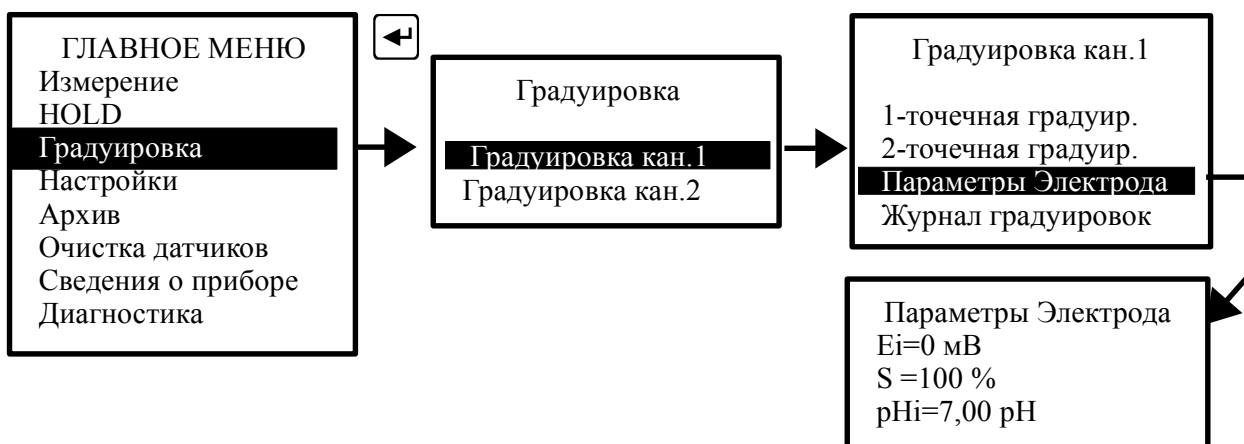 ГЛАВНОЕ МЕНЮ
Измерение
HOLD
Градуировка
Настройки
Архив
Очистка датчиков
Сведения о приборе
Диагностика
Градуировка
Градуировка кан.1
Градуировка кан.2
Градуировка кан.1
1-точечная градуир.
2-точечная градуир.
Параметры Электрода
Журнал градуировок
Параметры Электрода
Ei=0 мВ
S =100 %
pHi=7,00 pH